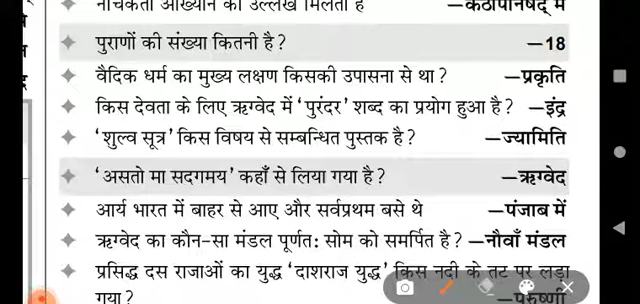 नचिकेता आख्यान का उल्लेख मिलता है —कठोपनिषद् में
पुराणों की संख्या कितनी है? —18
वैदिक धर्म का मुख्य लक्षण किसकी उपासना से था? —प्रकृति
किस देवता के लिए ऋग्वेद में 'पुरंदर' शब्द का प्रयोग हुआ है? —इंद्र
'शुल्व सूत्र' किस विषय से सम्बन्धित पुस्तक है? —ज्यामिति
'असतो मा सदगमय' कहाँ से लिया गया है? —ऋग्वेद
आर्य भारत में बाहर से आए और सर्वप्रथम बसे थे —पंजाब में
ऋग्वेद का कौन-सा मंडल पूर्णत: सोम को समर्पित है? —नौवाँ मंडल
प्रसिद्ध दस राजाओं का युद्ध 'दाशराज युद्ध' किस नदी के तट पर लड़ा
गया? —परुष्णी